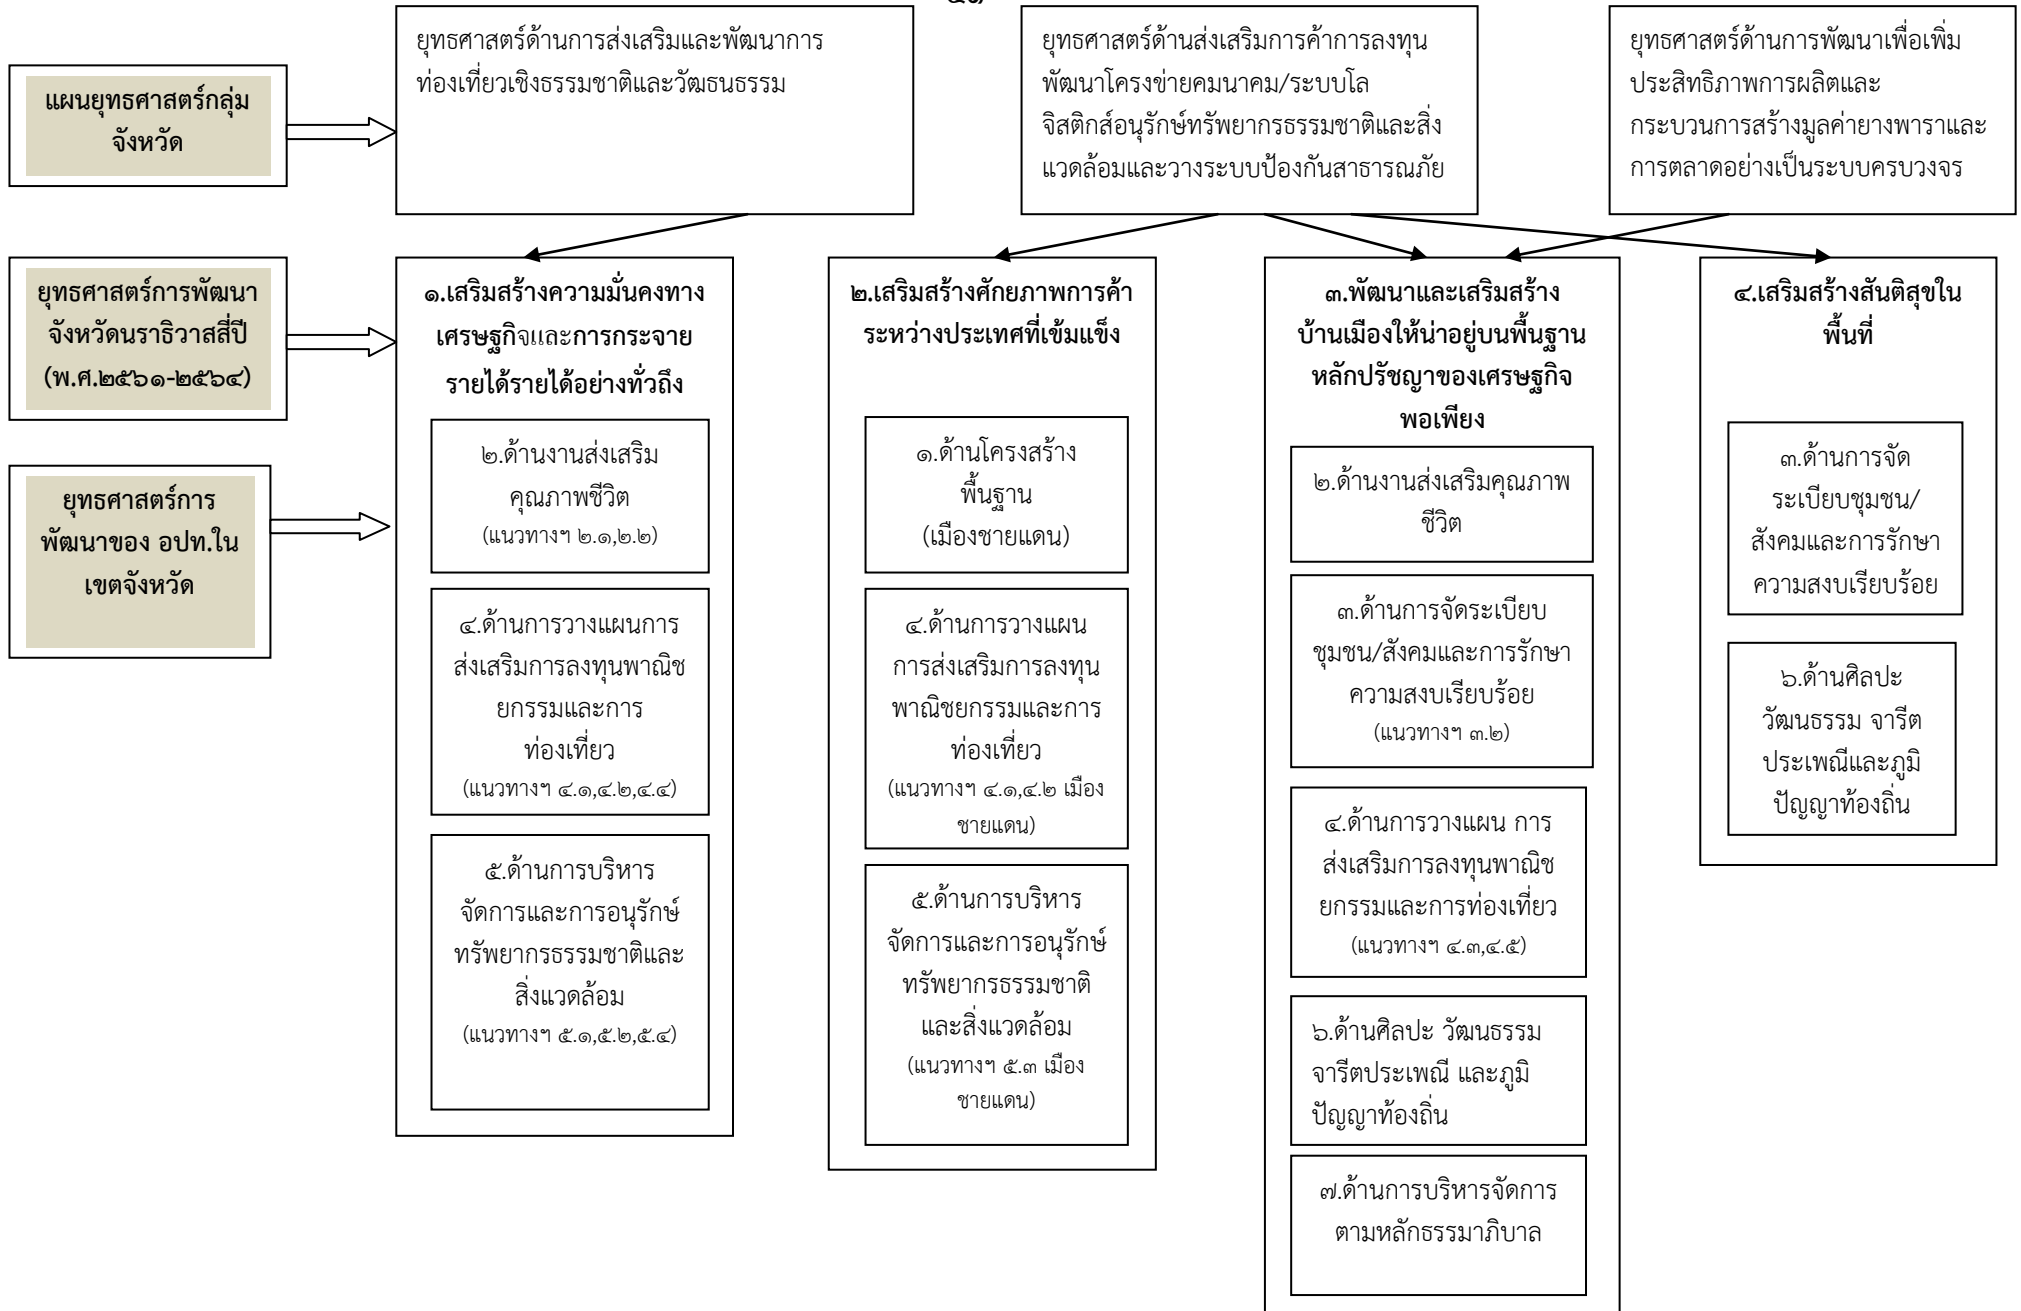 แผนยุทธศาสตร์กลุ่ม
จังหวัด
ยุทธศาสตร์ด้านการส่งเสริมและพัฒนาการ
ท่องเที่ยวเชิงธรรมชาติและวัฒธนธรรม
ยุทธศาสตร์ด้านส่งเสริมการค้าการลงทุน
พัฒนาโครงข่ายคมนาคม/ระบบโล
จิสติกส์อนุรักษ์ทรัพยากรธรรมชาติและสิ่ง
แวดล้อมและวางระบบป้องกันสาธารณภัย
ยุทธศาสตร์ด้านการพัฒนาเพื่อเพิ่ม
ประสิทธิภาพการผลิตและ
กระบวนการสร้างมูลค่ายางพาราและ
การตลาดอย่างเป็นระบบครบวงจร
ยุทธศาสตร์การพัฒนา
จังหวัดนราธิวาสสี่ปี
(พ.ศ.๒๕๖๑-๒๕๖๔)
ยุทธศาสตร์การ
พัฒนาของ อปท.ใน
เขตจังหวัด
๑.เสริมสร้างความมั่นคงทาง
เศรษฐกิจและการกระจาย
รายได้รายได้อย่างทั่วถึง
๒.ด้านงานส่งเสริม
คุณภาพชีวิต
(แนวทางฯ ๒.๑,๒.๒)
๔.ด้านการวางแผนการ
ส่งเสริมการลงทุนพาณิช
ยกรรมและการ
ท่องเที่ยว
(แนวทางฯ ๔.๑,๔.๒,๔.๔)
๕.ด้านการบริหาร
จัดการและการอนุรักษ์
ทรัพยากรธรรมชาติและ
สิ่งแวดล้อม
(แนวทางฯ ๕.๑,๕.๒,๕.๔)
๒.เสริมสร้างศักยภาพการค้า
ระหว่างประเทศที่เข้มแข็ง
๑.ด้านโครงสร้าง
พื้นฐาน
(เมืองชายแดน)
๔.ด้านการวางแผน
การส่งเสริมการลงทุน
พาณิชยกรรมและการ
ท่องเที่ยว
(แนวทางฯ ๔.๑,๔.๒ เมือง
ชายแดน)
๕.ด้านการบริหาร
จัดการและการอนุรักษ์
ทรัพยากรธรรมชาติ
และสิ่งแวดล้อม
(แนวทางฯ ๕.๓ เมือง
ชายแดน)
๓.พัฒนาและเสริมสร้าง
บ้านเมืองให้น่าอยู่บนพื้นฐาน
หลักปรัชญาของเศรษฐกิจ
พอเพียง
๒.ด้านงานส่งเสริมคุณภาพ
ชีวิต
๓.ด้านการจัดระเบียบ
ชุมชน/สังคมและการรักษา
ความสงบเรียบร้อย
(แนวทางฯ ๓.๒)
๔.ด้านการวางแผน การ
ส่งเสริมการลงทุนพาณิช
ยกรรมและการท่องเที่ยว
(แนวทางฯ ๔.๓,๔.๕)
๖.ด้านศิลปะ วัฒนธรรม
จารีตประเพณี และภูมิ
ปัญญาท้องถิ่น
๗.ด้านการบริหารจัดการ
ตามหลักธรรมาภิบาล
๔.เสริมสร้างสันติสุขใน
พื้นที่
๓.ด้านการจัด
ระเบียบชุมชน/
สังคมและการรักษา
ความสงบเรียบร้อย
๖.ด้านศิลปะ
วัฒนธรรม จารีต
ประเพณีและภูมิ
ปัญญาท้องถิ่น